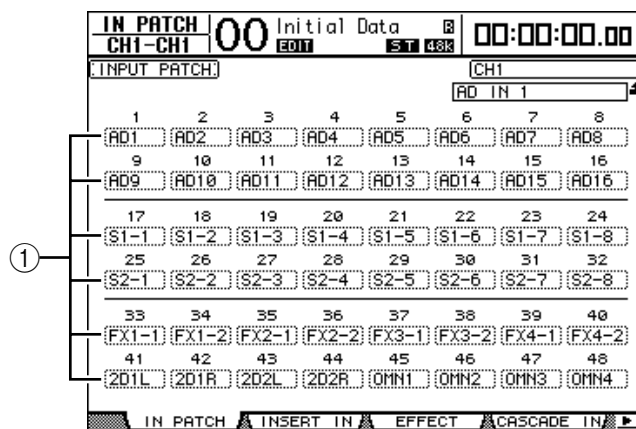 IN PATCH 00 Initial Data R 00:00:00.00
CH1-CH1 EDIT ST 48k
INPUT PATCH CH1
AD IN 1
1 2 3 4 5 6 7 8
AD1 AD2 AD3 AD4 AD5 AD6 AD7 AD8
9 10 11 12 13 14 15 16
AD9 AD10 AD11 AD12 AD13 AD14 AD15 AD16
17 18 19 20 21 22 23 24
1 S1-1 S1-2 S1-3 S1-4 S1-5 S1-6 S1-7 S1-8
25 26 27 28 29 30 31 32
S2-1 S2-2 S2-3 S2-4 S2-5 S2-6 S2-7 S2-8
33 34 35 36 37 38 39 40
FX1-1 FX1-2 FX2-1 FX2-2 FX3-1 FX3-2 FX4-1 FX4-2
41 42 43 44 45 46 47 48
2D1L 2D1R 2D2L 2D2R OMN1 OMN2 OMN3 OMN4
IN PATCH INSERT IN EFFECT CASCADE IN